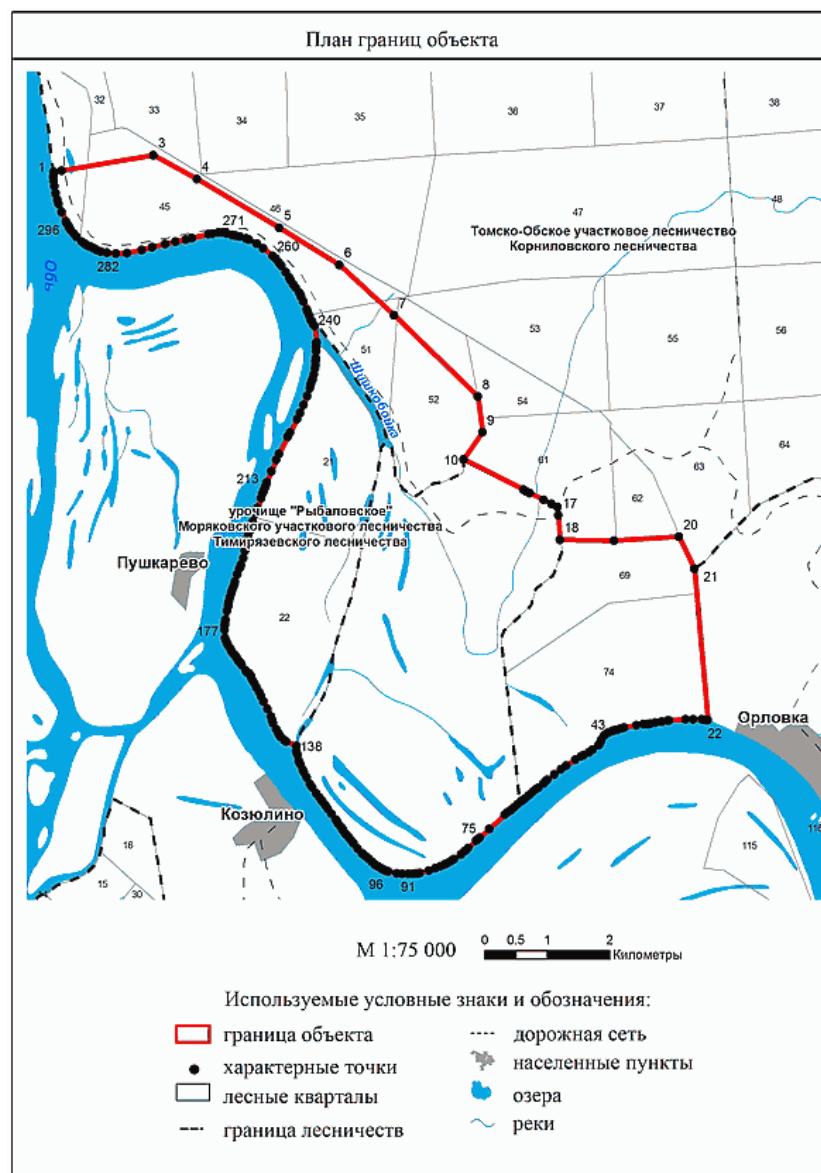 План границ объекта
32
33
34
35
36
37
38
3
1
4
45
46
5
271
260
47
48
Томско-Обское участковое лесничество
Корниловского лесничества
296
282
6
Обь
7
240
53
51
55
56
Шишкобовка
8
52
54
9
10
61
64
63
21
213
17
62
урочище "Рыбаловское"
Моряковского участкового лесничества
Тимирязевского лесничества
18
20
Пушкарево
21
69
22
177
74
43
22
Орловка
138
Козюлино
75
18
115
15
30
96
91
М 1:75 000
0 0.5 1 2
Километры
Используемые условные знаки и обозначения:
граница объекта
дорожная сеть
характерные точки
населенные пункты
лесные кварталы
озера
граница лесничеств
реки